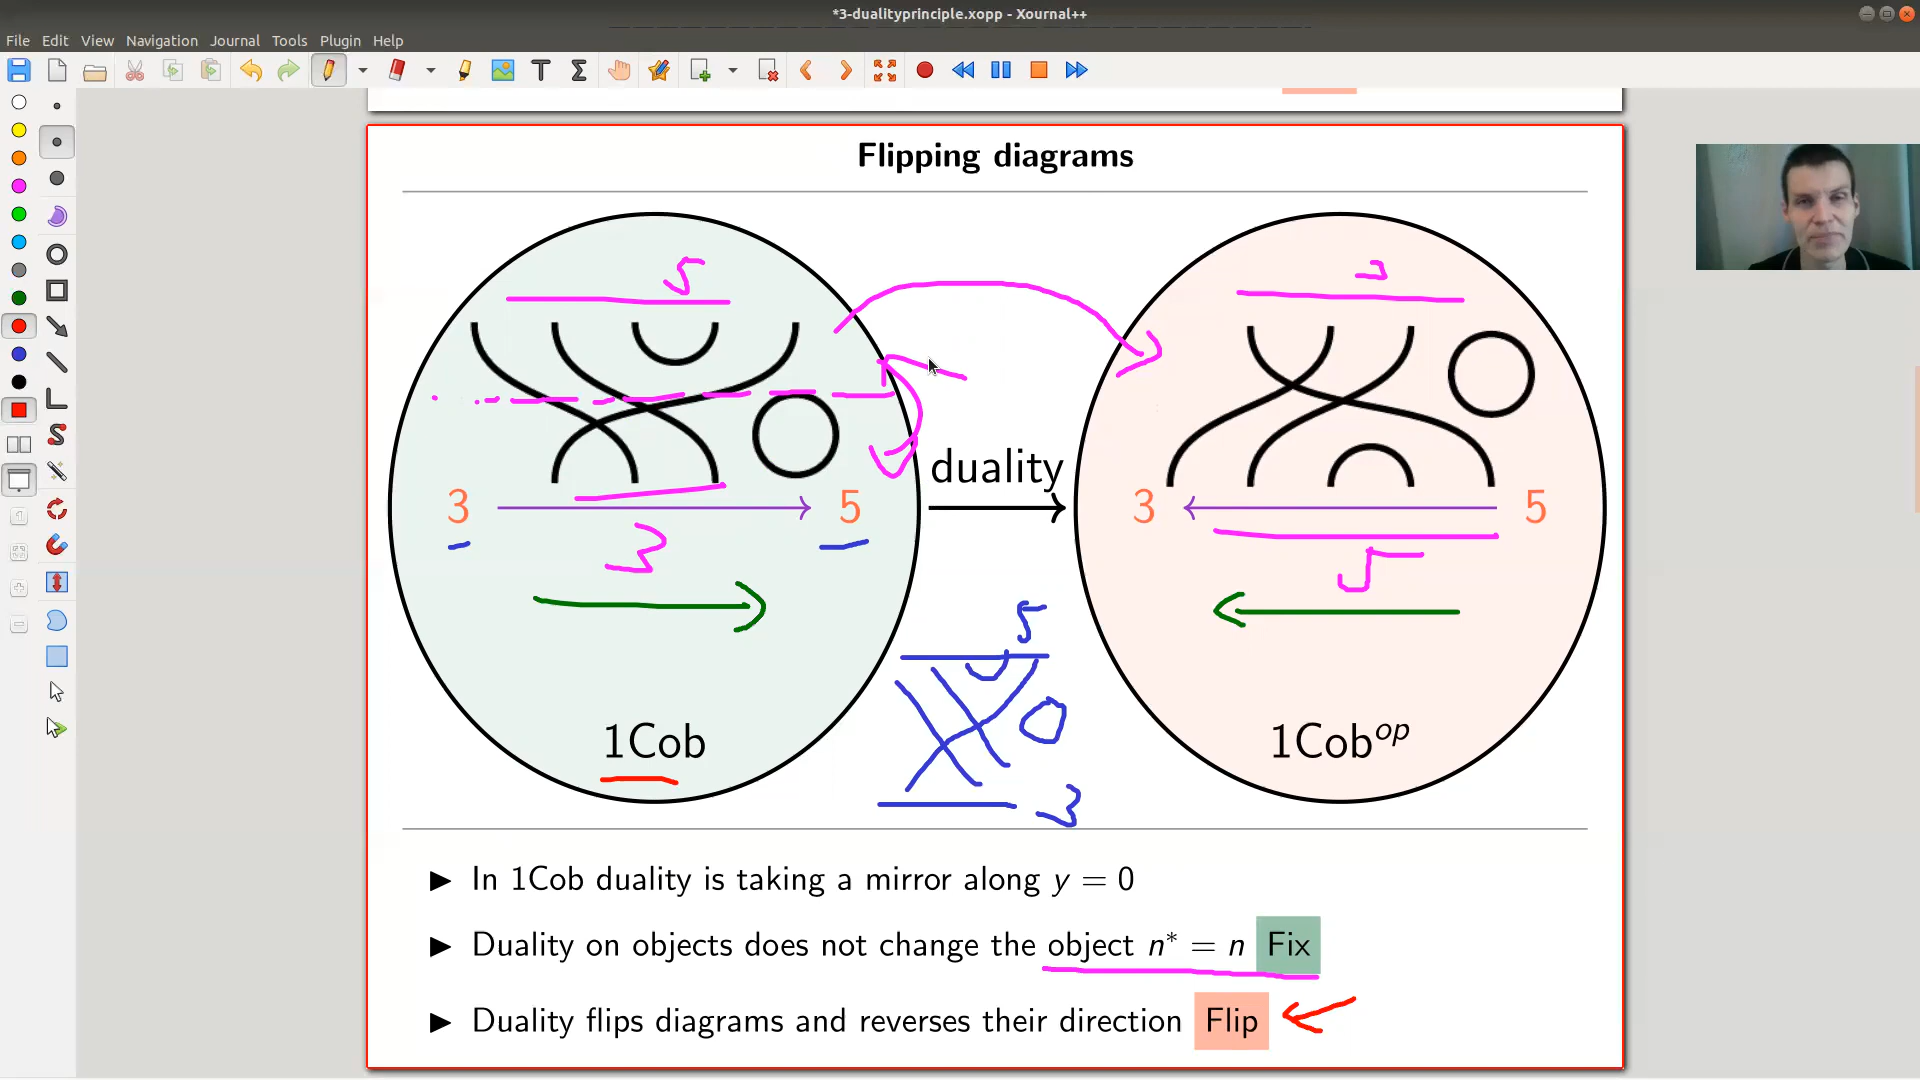 *3-dualityprinciple.xopp - Xournal++
File Edit View Navigation Journal Tools Plugin Help
Flipping diagrams
5
3
duality
3 5
3 5
3
5
5
3
1Cob
1Cob^op
▶ In 1Cob duality is taking a mirror along y = 0
▶ Duality on objects does not change the object n* = n Fix
▶ Duality flips diagrams and reverses their direction Flip